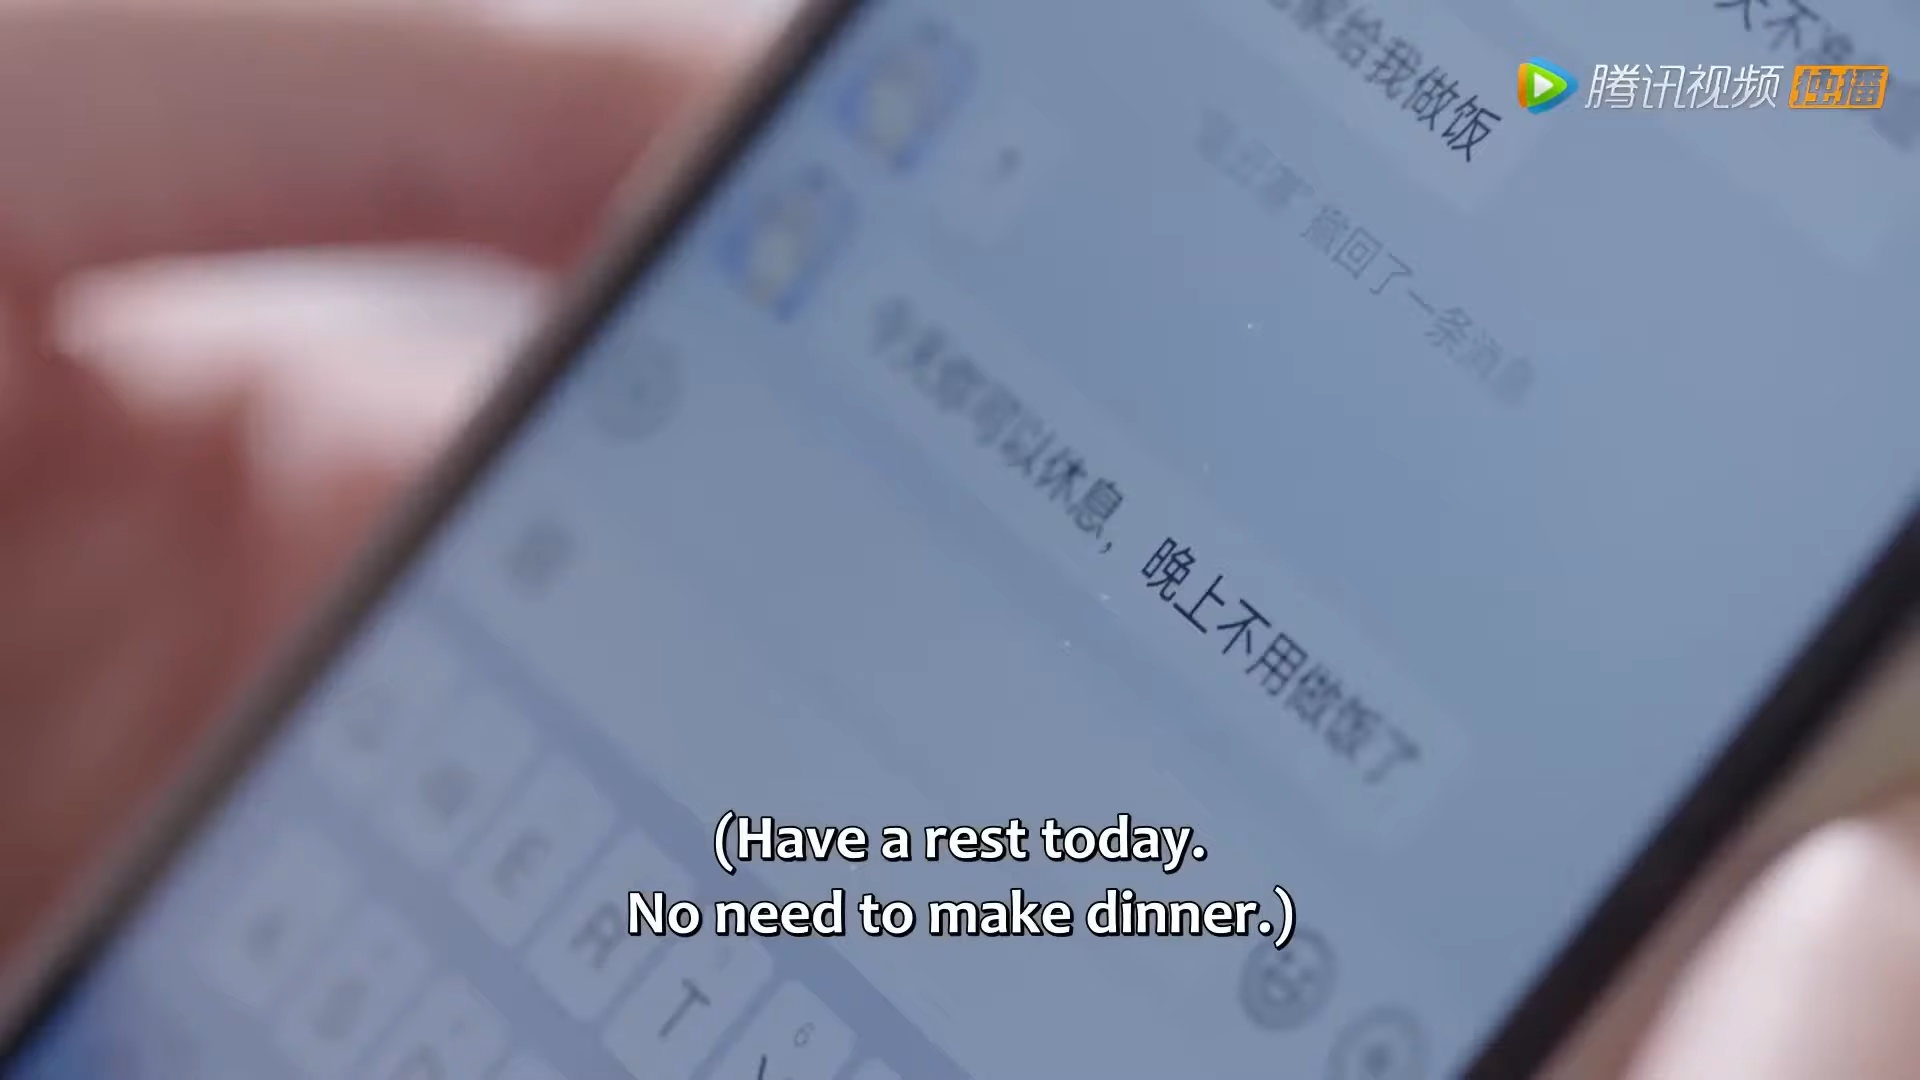 腾讯视频 独播
家给我做饭
撤回了一条消息
今天你可以休息，晚上不用做饭了
E
R
T
6
(Have a rest today.
No need to make dinner.)